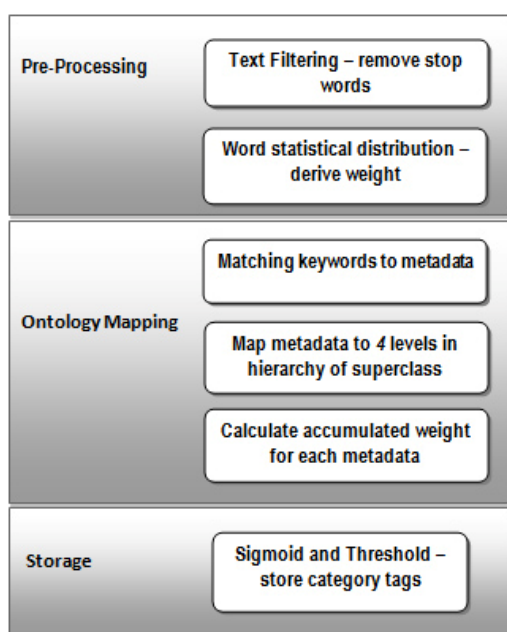 Pre-Processing
Text Filtering – remove stop
words
Word statistical distribution –
derive weight
Ontology Mapping
Matching keywords to metadata
Map metadata to 4 levels in
hierarchy of superclass
Calculate accumulated weight
for each metadata
Storage
Sigmoid and Threshold –
store category tags